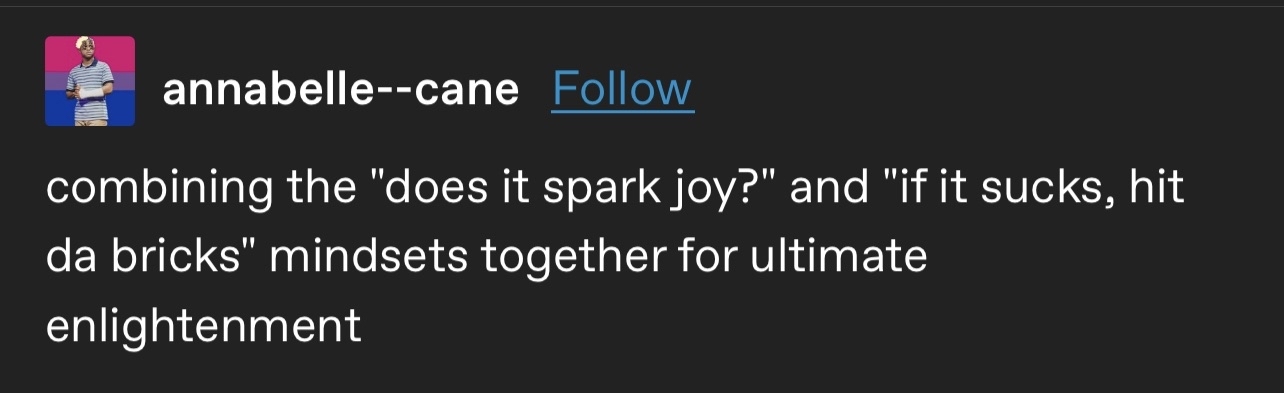 annabelle--cane Follow
combining the "does it spark joy?" and "if it sucks, hit
da bricks" mindsets together for ultimate
enlightenment